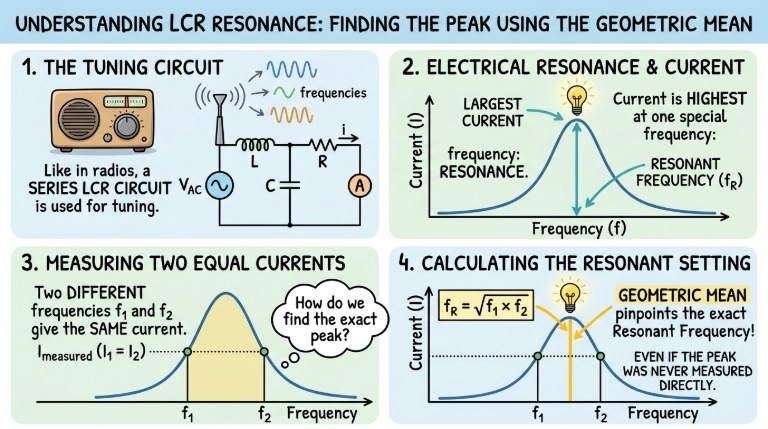 UNDERSTANDING LCR RESONANCE: FINDING THE PEAK USING THE GEOMETRIC MEAN
1. THE TUNING CIRCUIT
frequencies
Like in radios, a
SERIES LCR CIRCUIT
is used for tuning.
V_AC
L
R
i
C
A
2. ELECTRICAL RESONANCE & CURRENT
Current (I)
LARGEST
CURRENT
frequency:
RESONANCE.
Current is HIGHEST
at one special
frequency:
RESONANT
FREQUENCY (f_R)
Frequency (f)
3. MEASURING TWO EQUAL CURRENTS
Two DIFFERENT
frequencies f₁ and f₂
give the SAME current.
I_measured (I₁ = I₂)
How do we
find the exact
peak?
f₁
f₂
Frequency
4. CALCULATING THE RESONANT SETTING
Current (I)
f_R = √f₁ × f₂
GEOMETRIC MEAN
pinpoints the exact
Resonant Frequency!
EVEN IF THE PEAK
WAS NEVER MEASURED
DIRECTLY.
f₁
f₂
Frequency